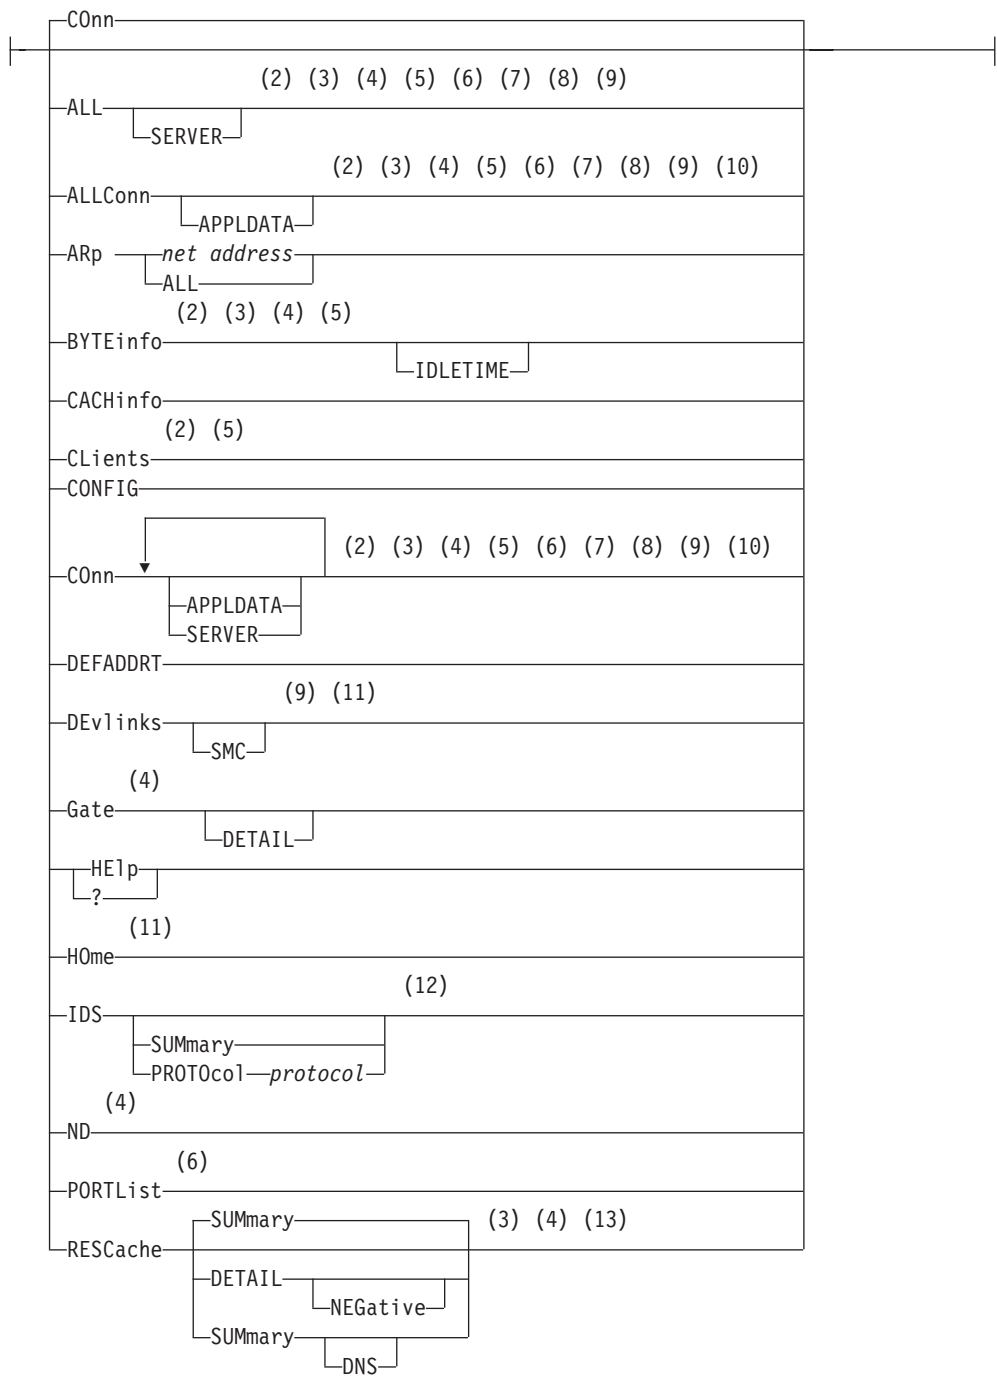 COnn
(2) (3) (4) (5) (6) (7) (8) (9)
ALL
SERVER
(2) (3) (4) (5) (6) (7) (8) (9) (10)
ALLConn
APPLDATA
ARp net address
ALL
(2) (3) (4) (5)
BYTEinfo
IDLETIME
CACHinfo
(2) (5)
CLients
CONFIG
(2) (3) (4) (5) (6) (7) (8) (9) (10)
COnn
APPLDATA
SERVER
DEFADDRT
(9) (11)
DEvlinks
SMC
(4)
Gate
DETAIL
HElp
?
(11)
HOme
(12)
IDS
SUMmary
PROTOcol protocol
(4)
ND
(6)
PORTList
SUMmary (3) (4) (13)
RESCache
DETAIL
NEGative
SUMmary
DNS